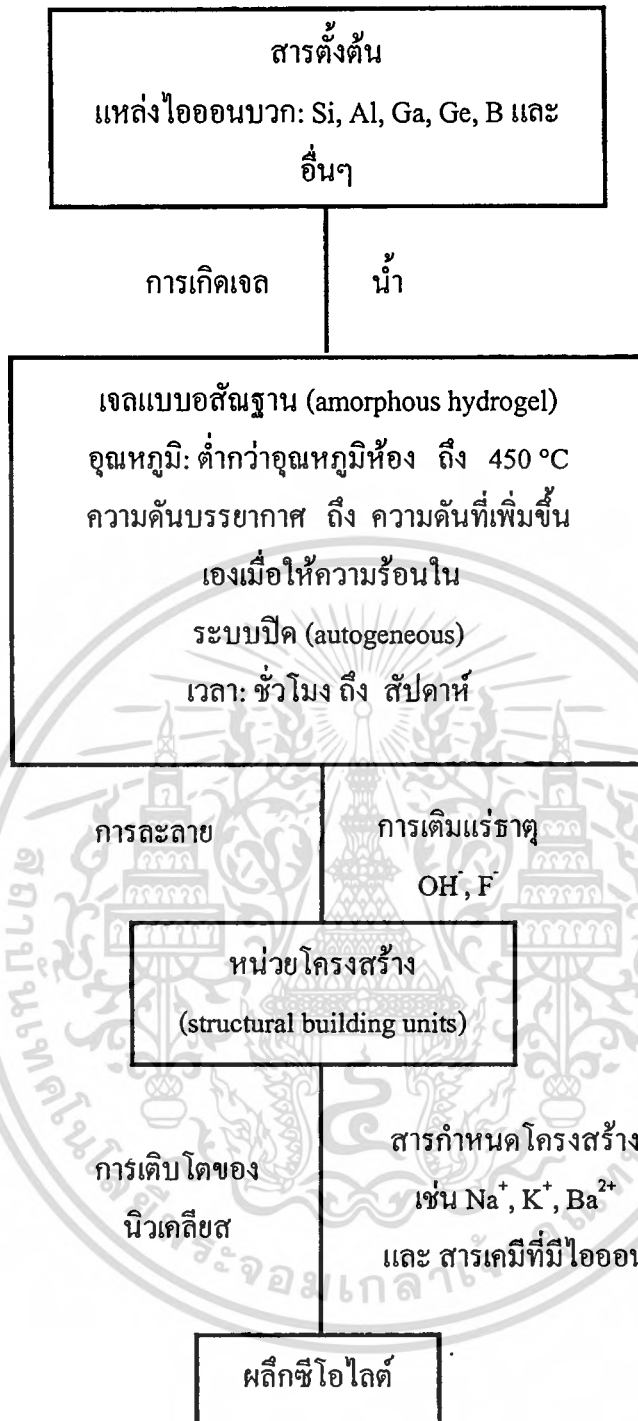 สารตั้งต้น
แหล่งไอออนบวก: Si, Al, Ga, Ge, B และ
อื่นๆ
การเกิดเจล
น้ำ
เจลแบบอสัณฐาน (amorphous hydrogel)
อุณหภูมิ: ต่ำกว่าอุณหภูมิห้อง ถึง 450 °C
ความดันบรรยากาศ ถึง ความดันที่เพิ่มขึ้น
เองเมื่อให้ความร้อนใน
ระบบปิด (autogeneous)
เวลา: ชั่วโมง ถึง สัปดาห์
การละลาย
การเติมแร่ธาตุ
OH⁻, F⁻
หน่วยโครงสร้าง
(structural building units)
การเติบโตของ
นิวเคลียส
สารกำหนดโครงสร้าง
เช่น Na⁺, K⁺, Ba²⁺
และ สารเคมีที่มีไอออน
ผลึกซีโอไลต์